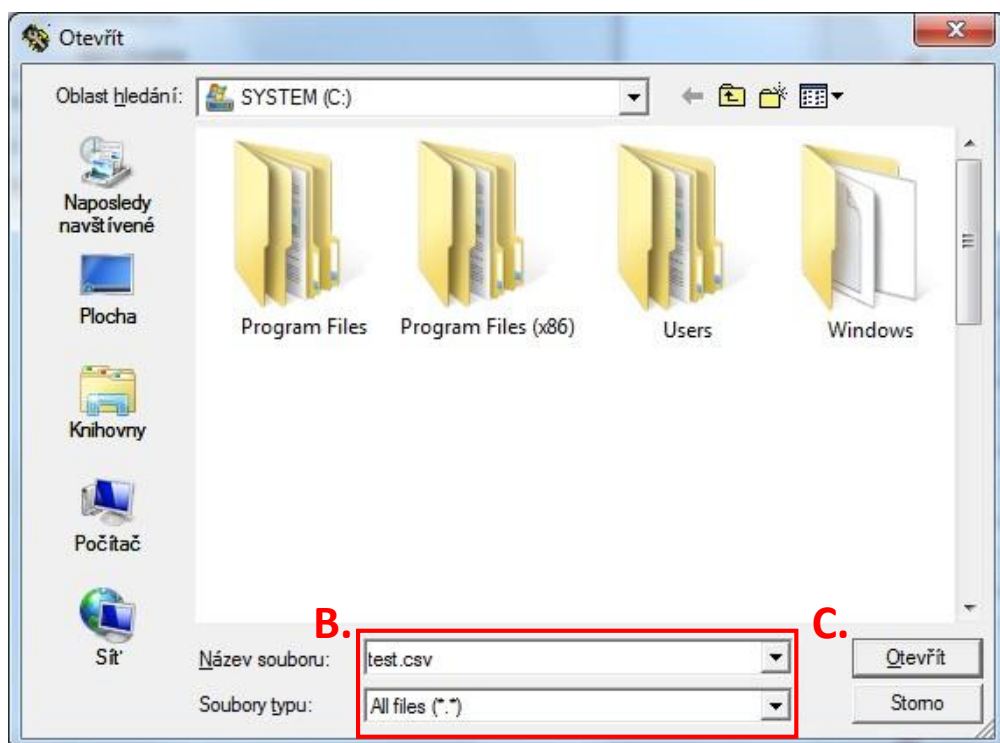 Otevřít
Oblast hledání:
SYSTEM (C:)
Naposledy
navštívené
Plocha
Knihovny
Počítač
Síť
Program Files
Program Files (x86)
Users
Windows
B.
C.
Název souboru:
test.csv
Otevřít
Soubory typu:
All files (*.*)
Storno